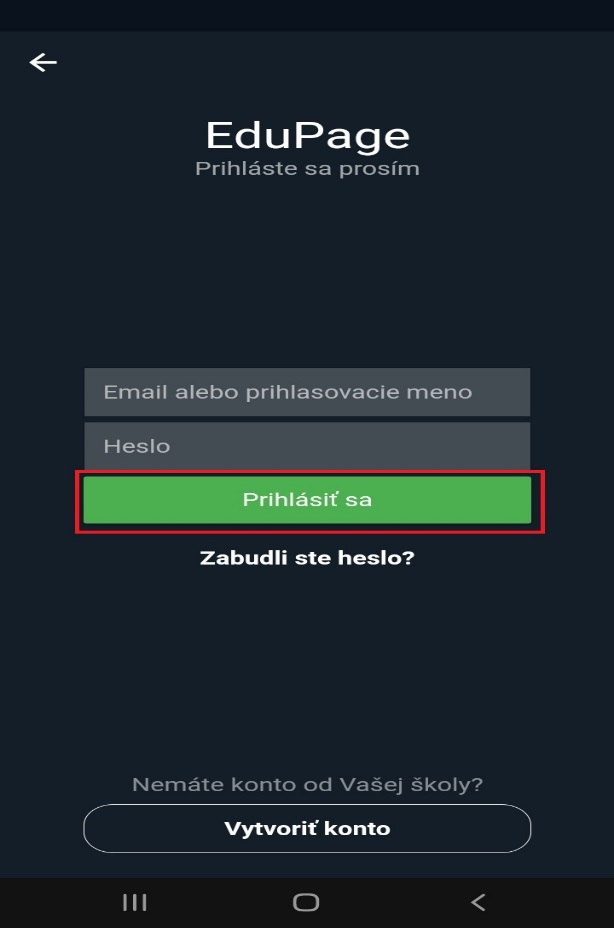 EduPage
Prihláste sa prosím
Email alebo prihlasovacie meno
Heslo
Prihlásiť sa
Zabudli ste heslo?
Nemáte konto od Vašej školy?
Vytvoriť konto